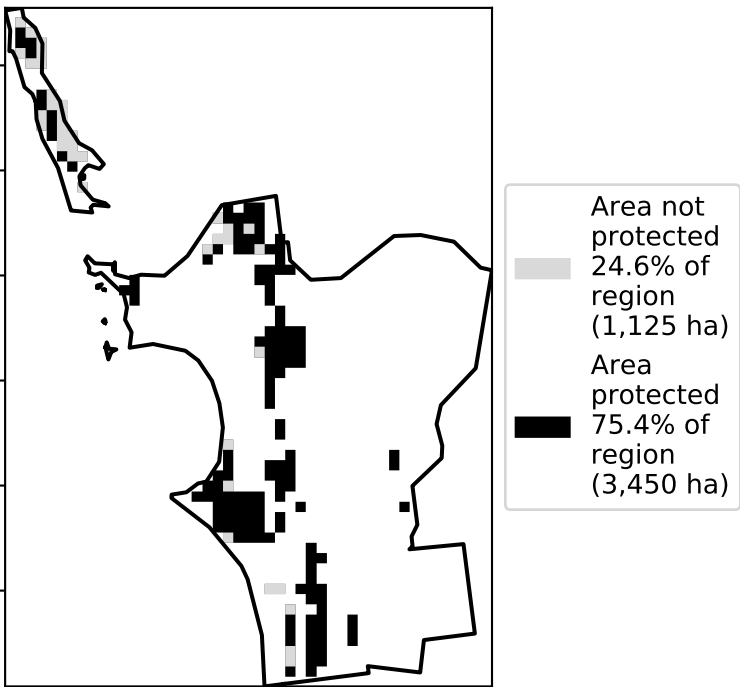 Area not
protected
24.6% of
region
(1,125 ha)
Area
protected
75.4% of
region
(3,450 ha)